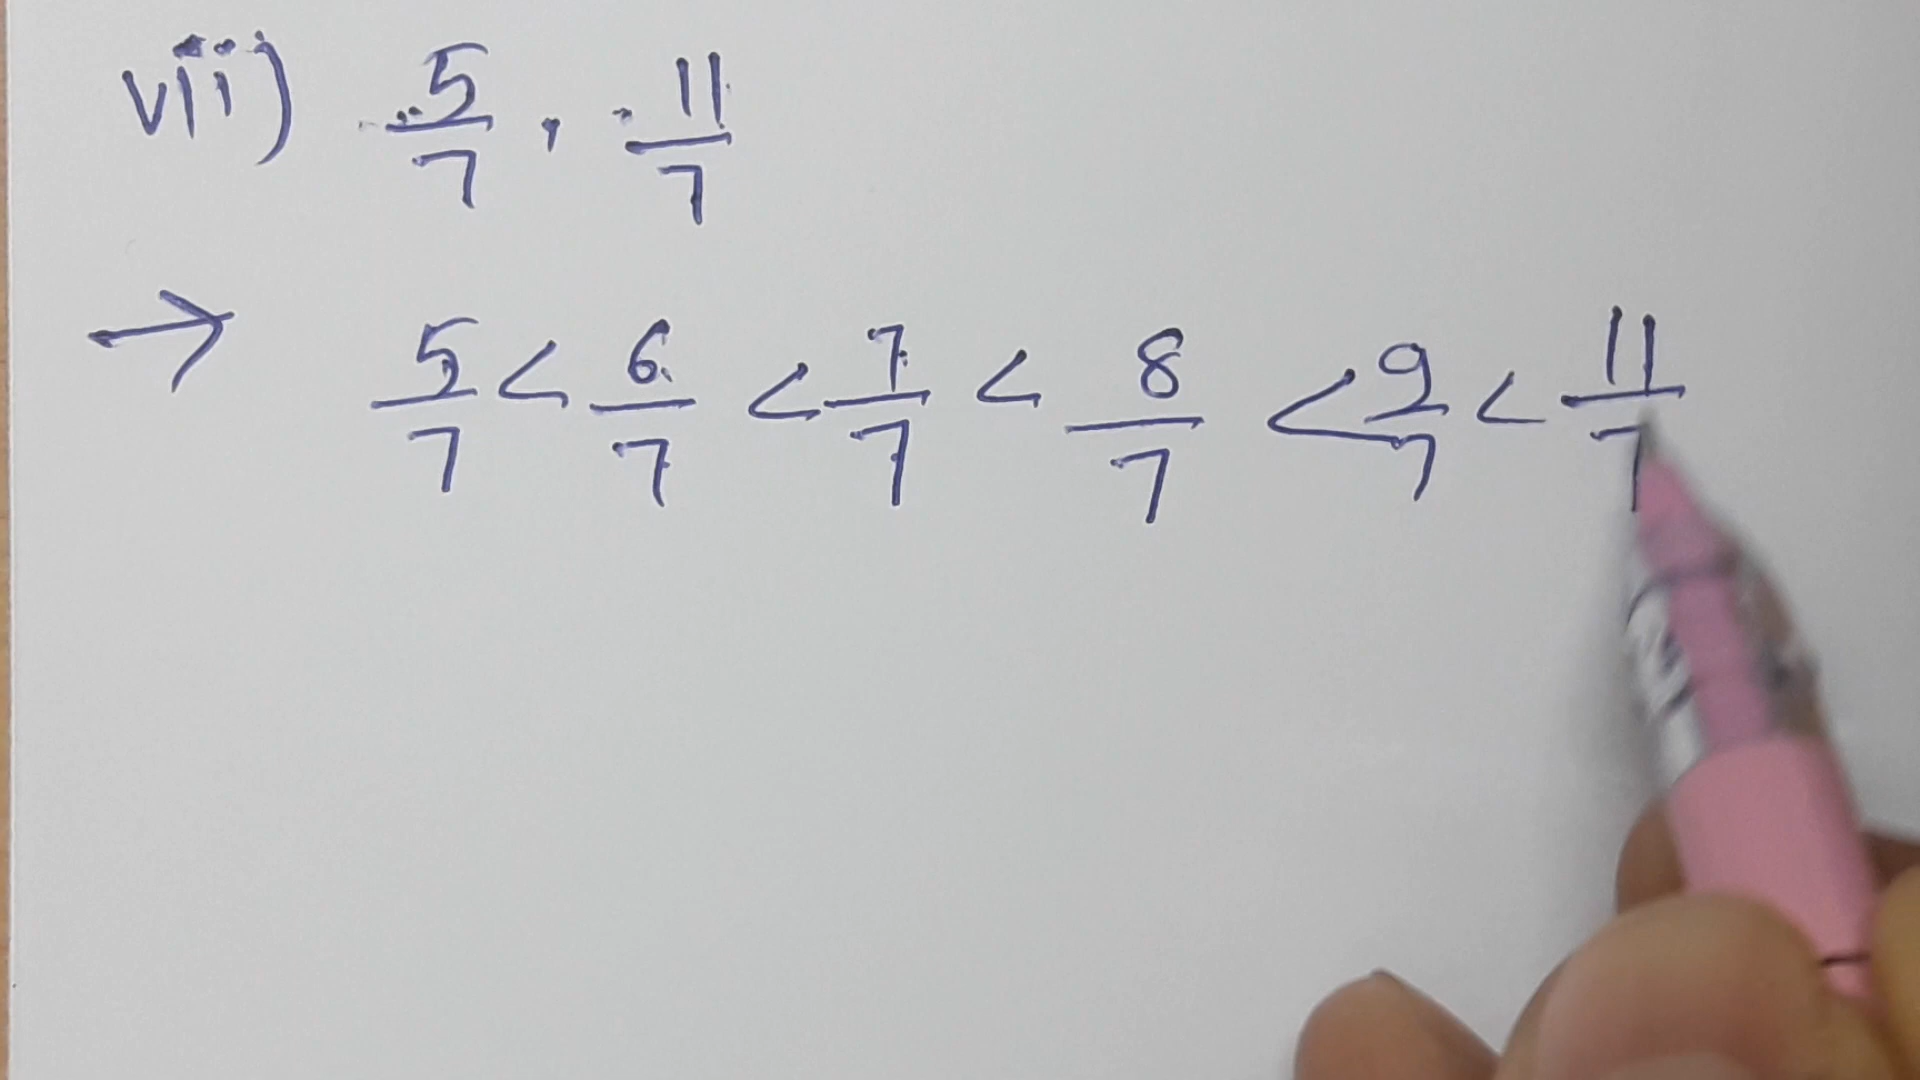 vii) 5/7, 11/7
→ 5/7 < 6/7 < 7/7 < 8/7 < 9/7 < 11/7